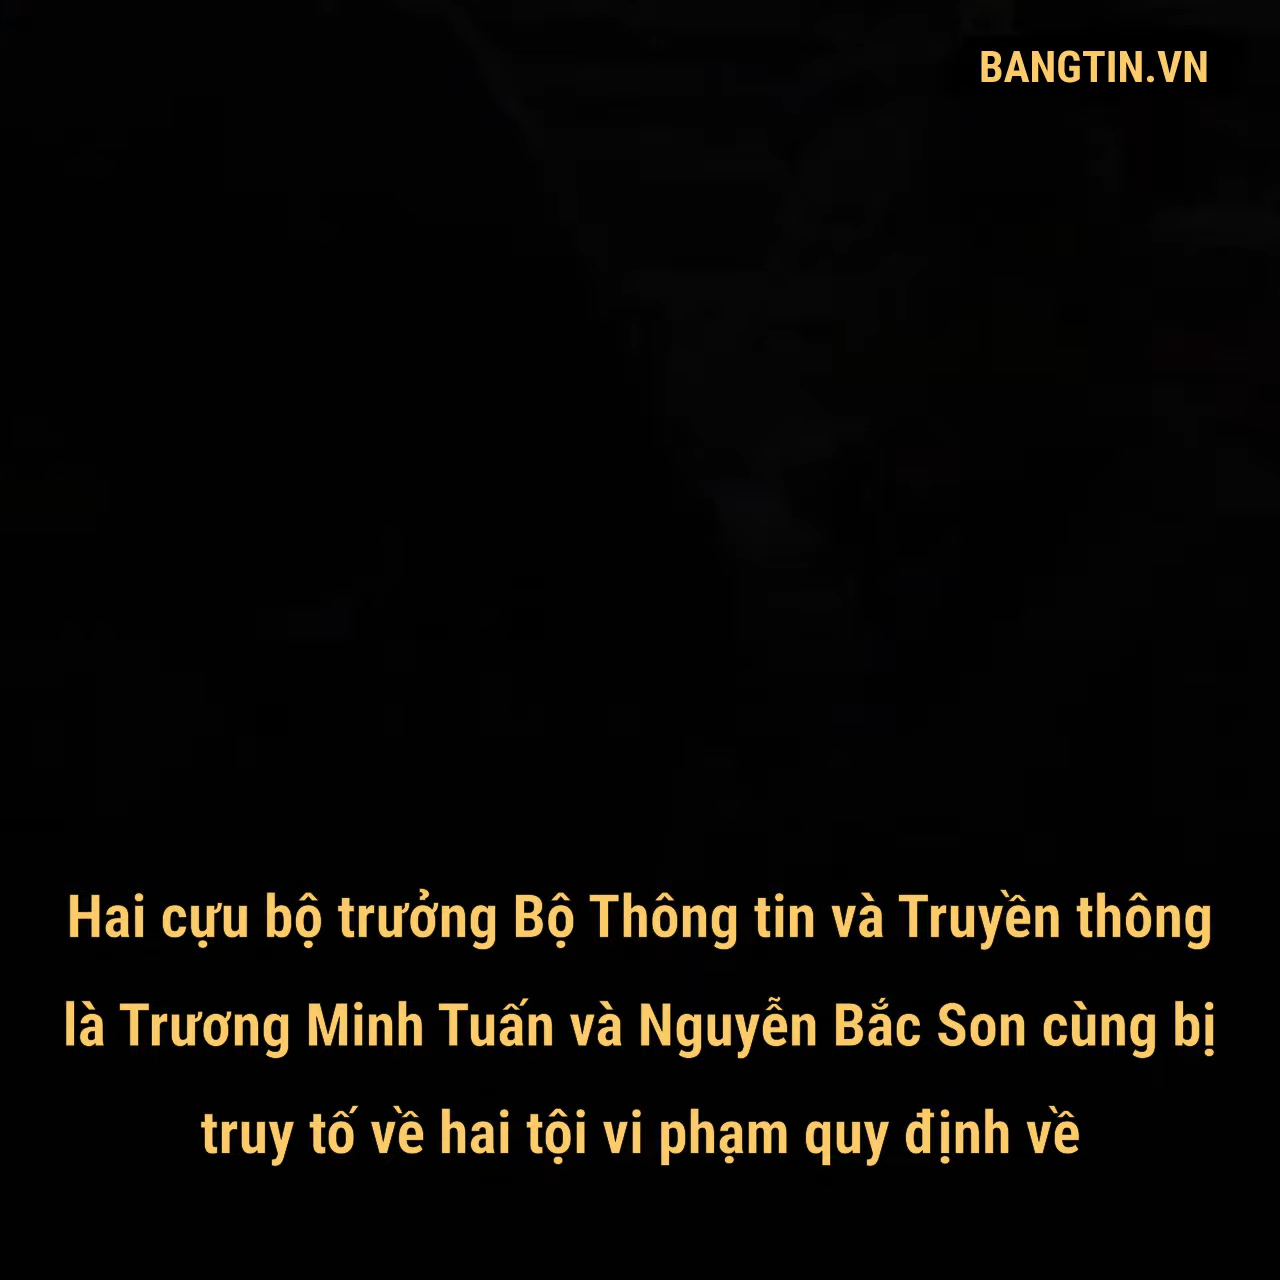 BANGTIN.VN
Hai cựu bộ trưởng Bộ Thông tin và Truyền thông
là Trương Minh Tuấn và Nguyễn Bắc Son cùng bị
truy tố về hai tội vi phạm quy định về